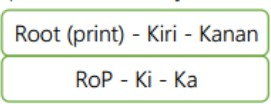 Root (print) - Kiri - Kanan
RoP - Ki - Ka